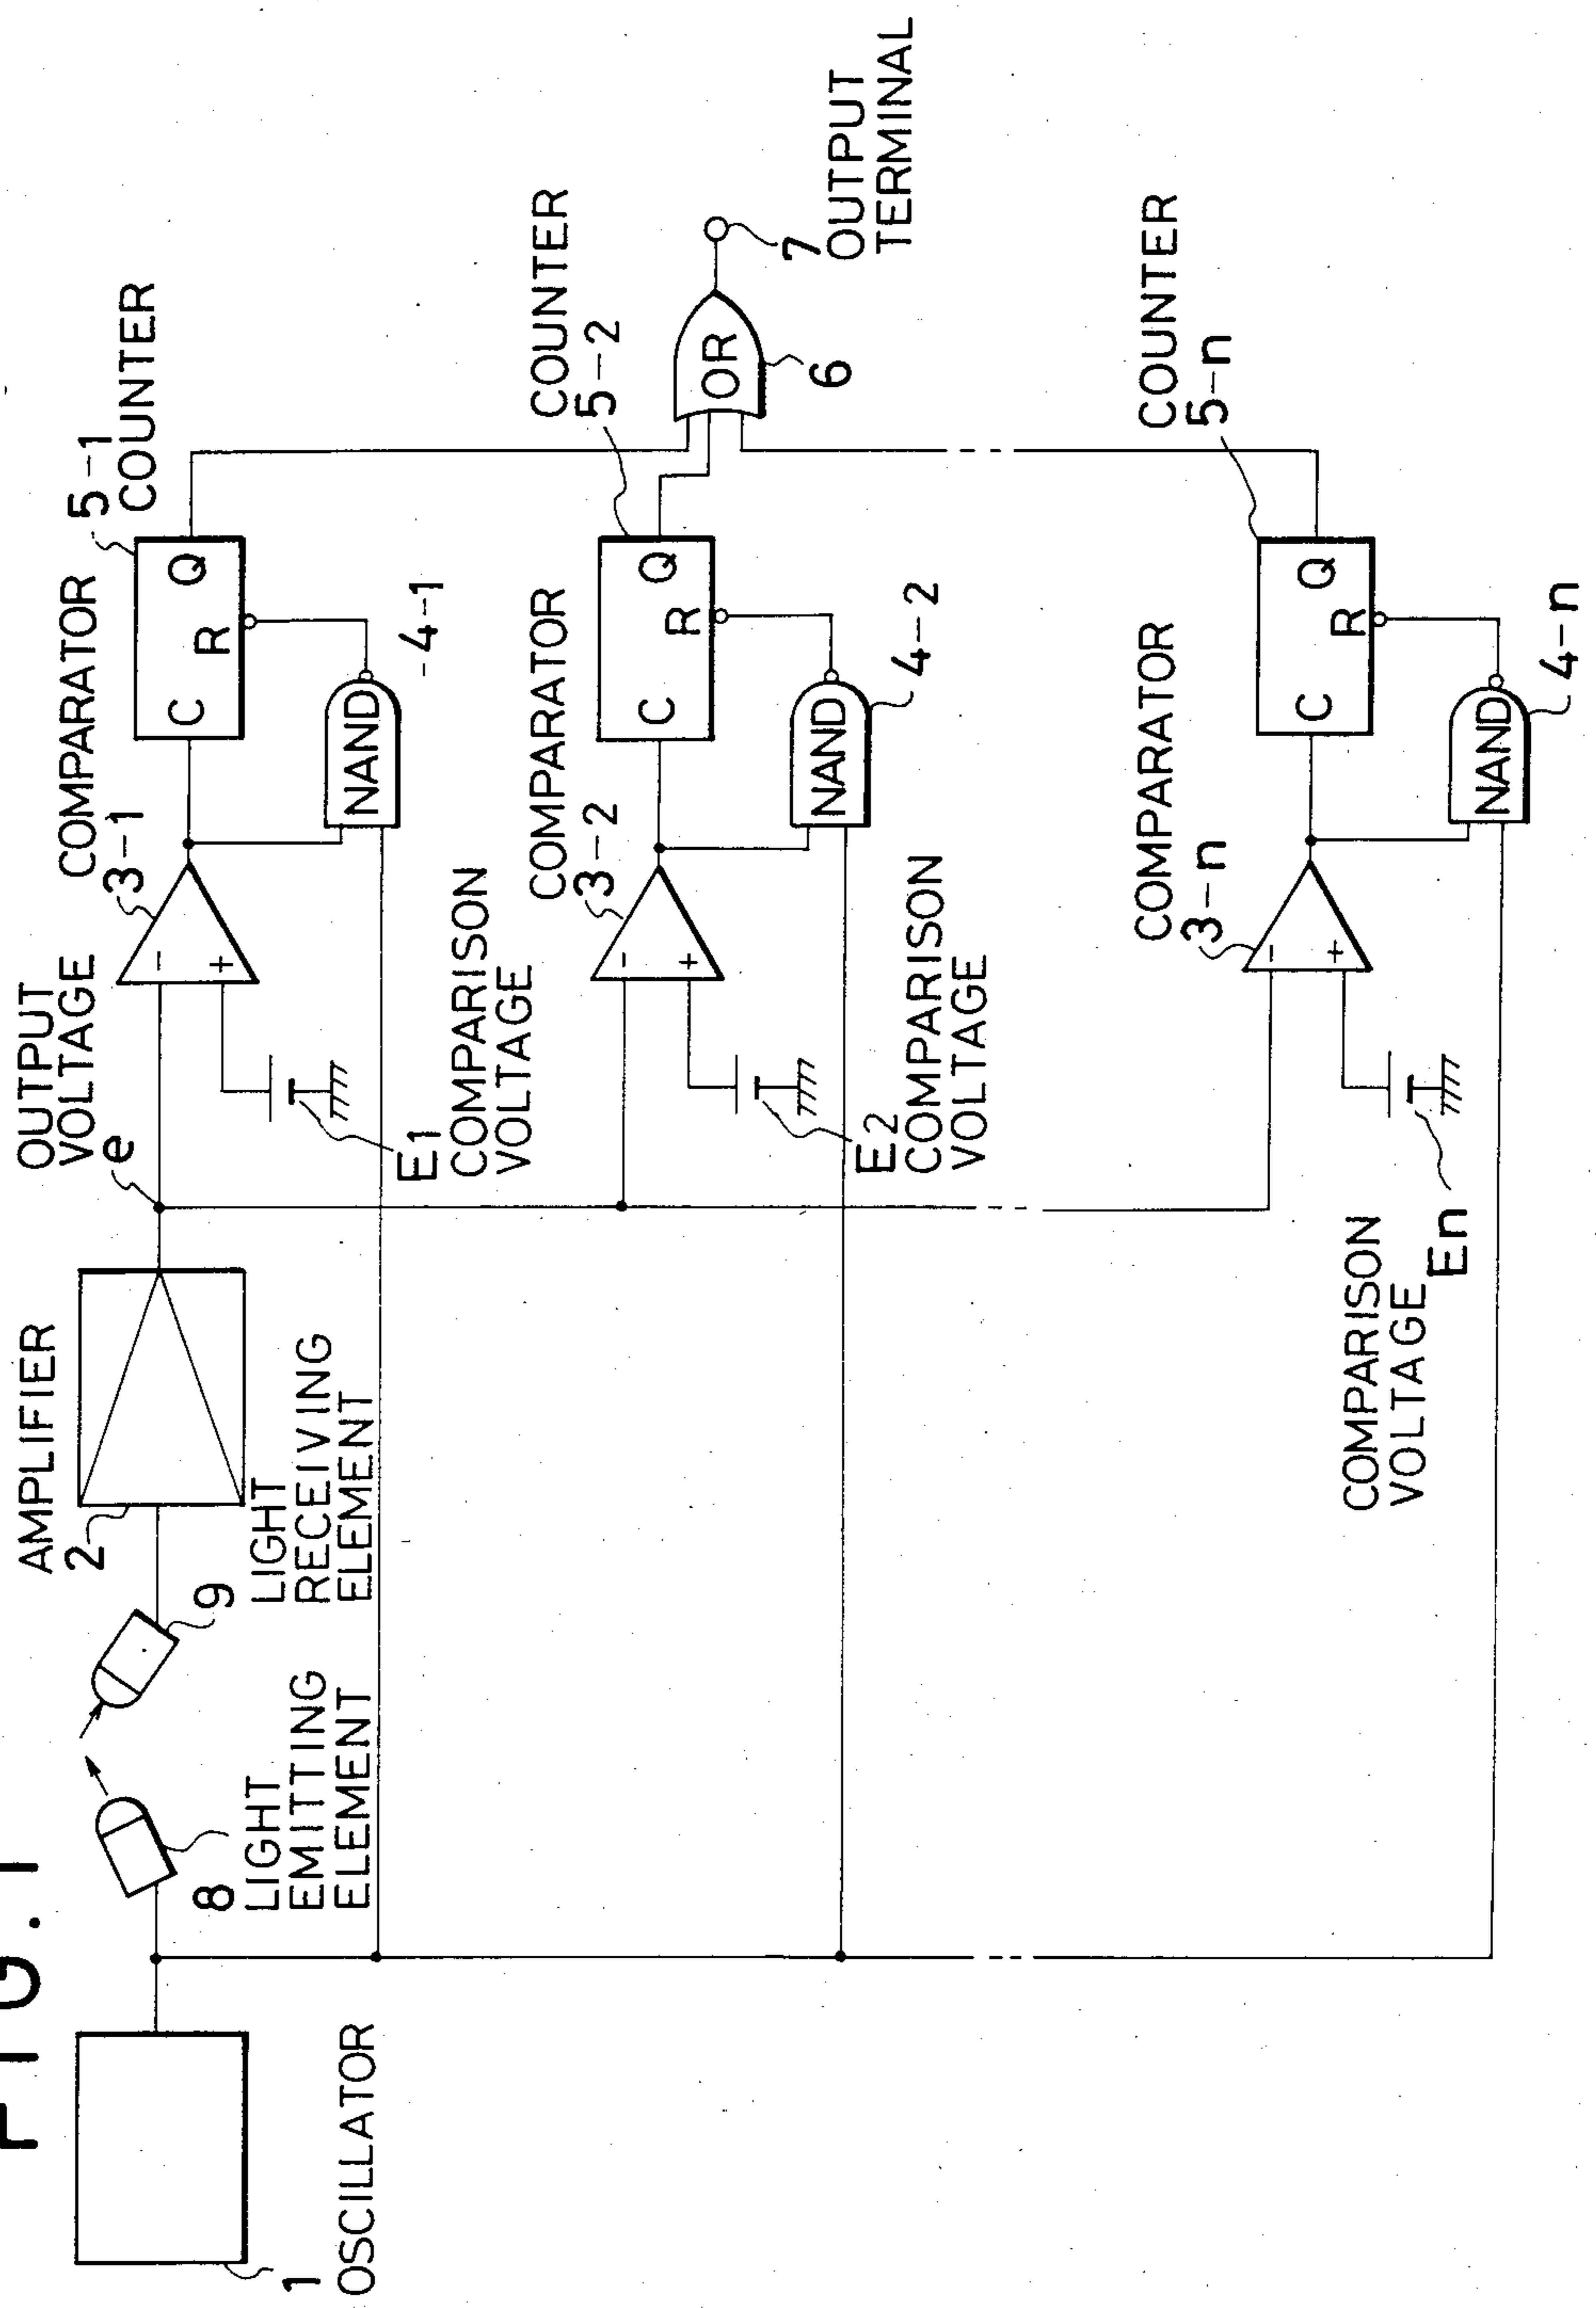 FIG. 1
1
OSCILLATOR
8
LIGHT
EMITTING
ELEMENT
9
LIGHT
RECEIVING
ELEMENT
AMPLIFIER
2
OUTPUT
VOLTAGE
e
COMPARATOR
3-1
-
+
E1
COMPARISON
VOLTAGE
NAND
4-1
5-1
COUNTER
C
R
Q
COMPARATOR
3-2
-
+
E2
COMPARISON
VOLTAGE
NAND
4-2
COUNTER
5-2
C
R
Q
OR
6
7
OUTPUT
TERMINAL
COMPARATOR
3-n
-
+
COMPARISON
VOLTAGE
En
NAND
4-n
COUNTER
5-n
C
R
Q